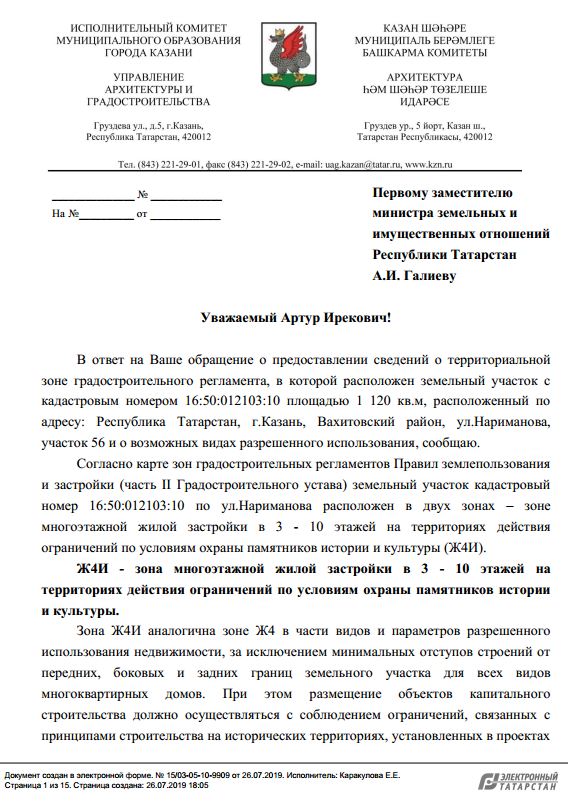 ИСПОЛНИТЕЛЬНЫЙ КОМИТЕТ
МУНИЦИПАЛЬНОГО ОБРАЗОВАНИЯ
ГОРОДА КАЗАНИ
УПРАВЛЕНИЕ
АРХИТЕКТУРЫ И
ГРАДОСТРОИТЕЛЬСТВА
Груздева ул., д.5, г.Казань,
Республика Татарстан, 420012
КАЗАН ШӘҺӘРЕ
МУНИЦИПАЛЬ БЕРӘМЛЕГЕ
БАШКАРМА КОМИТЕТЫ
АРХИТЕКТУРА
ҺӘМ ШӘҺӘР ТӨЗЕЛЕШЕ
ИДАРӘСЕ
Груздев ур., 5 йорт, Казан ш.,
Татарстан Республикасы, 420012
Тел. (843) 221-29-01, факс (843) 221-29-02, e-mail: uag.kazan@tatar.ru, www.kzn.ru
______________ № ____________
На №_________ от ____________
Первому заместителю
министра земельных и
имущественных отношений
Республики Татарстан
А.И. Галиеву
Уважаемый Артур Ирекович!
В ответ на Ваше обращение о предоставлении сведений о территориальной
зоне градостроительного регламента, в которой расположен земельный участок с
кадастровым номером 16:50:012103:10 площадью 1 120 кв.м, расположенный по
адресу: Республика Татарстан, г.Казань, Вахитовский район, ул.Нариманова,
участок 56 и о возможных видах разрешенного использования, сообщаю.
Согласно карте зон градостроительных регламентов Правил землепользования
и застройки (часть II Градостроительного устава) земельный участок кадастровый
номер 16:50:012103:10 по ул.Нариманова расположен в двух зонах – зоне
многоэтажной жилой застройки в 3 - 10 этажей на территориях действия
ограничений по условиям охраны памятников истории и культуры (Ж4И).
Ж4И - зона многоэтажной жилой застройки в 3 - 10 этажей на
территориях действия ограничений по условиям охраны памятников истории
и культуры.
Зона Ж4И аналогична зоне Ж4 в части видов и параметров разрешенного
использования недвижимости, за исключением минимальных отступов строений от
передних, боковых и задних границ земельного участка для всех видов
многоквартирных домов. При этом размещение объектов капитального
строительства должно осуществляться с соблюдением ограничений, связанных с
принципами строительства на исторических территориях, установленных в проектах
Документ создан в электронной форме. № 15/03-05-10-9909 от 26.07.2019. Исполнитель: Каракулова Е.Е.
Страница 1 из 15. Страница создана: 26.07.2019 18:05
ЭЛЕКТРОННЫЙ
ТАТАРСТАН